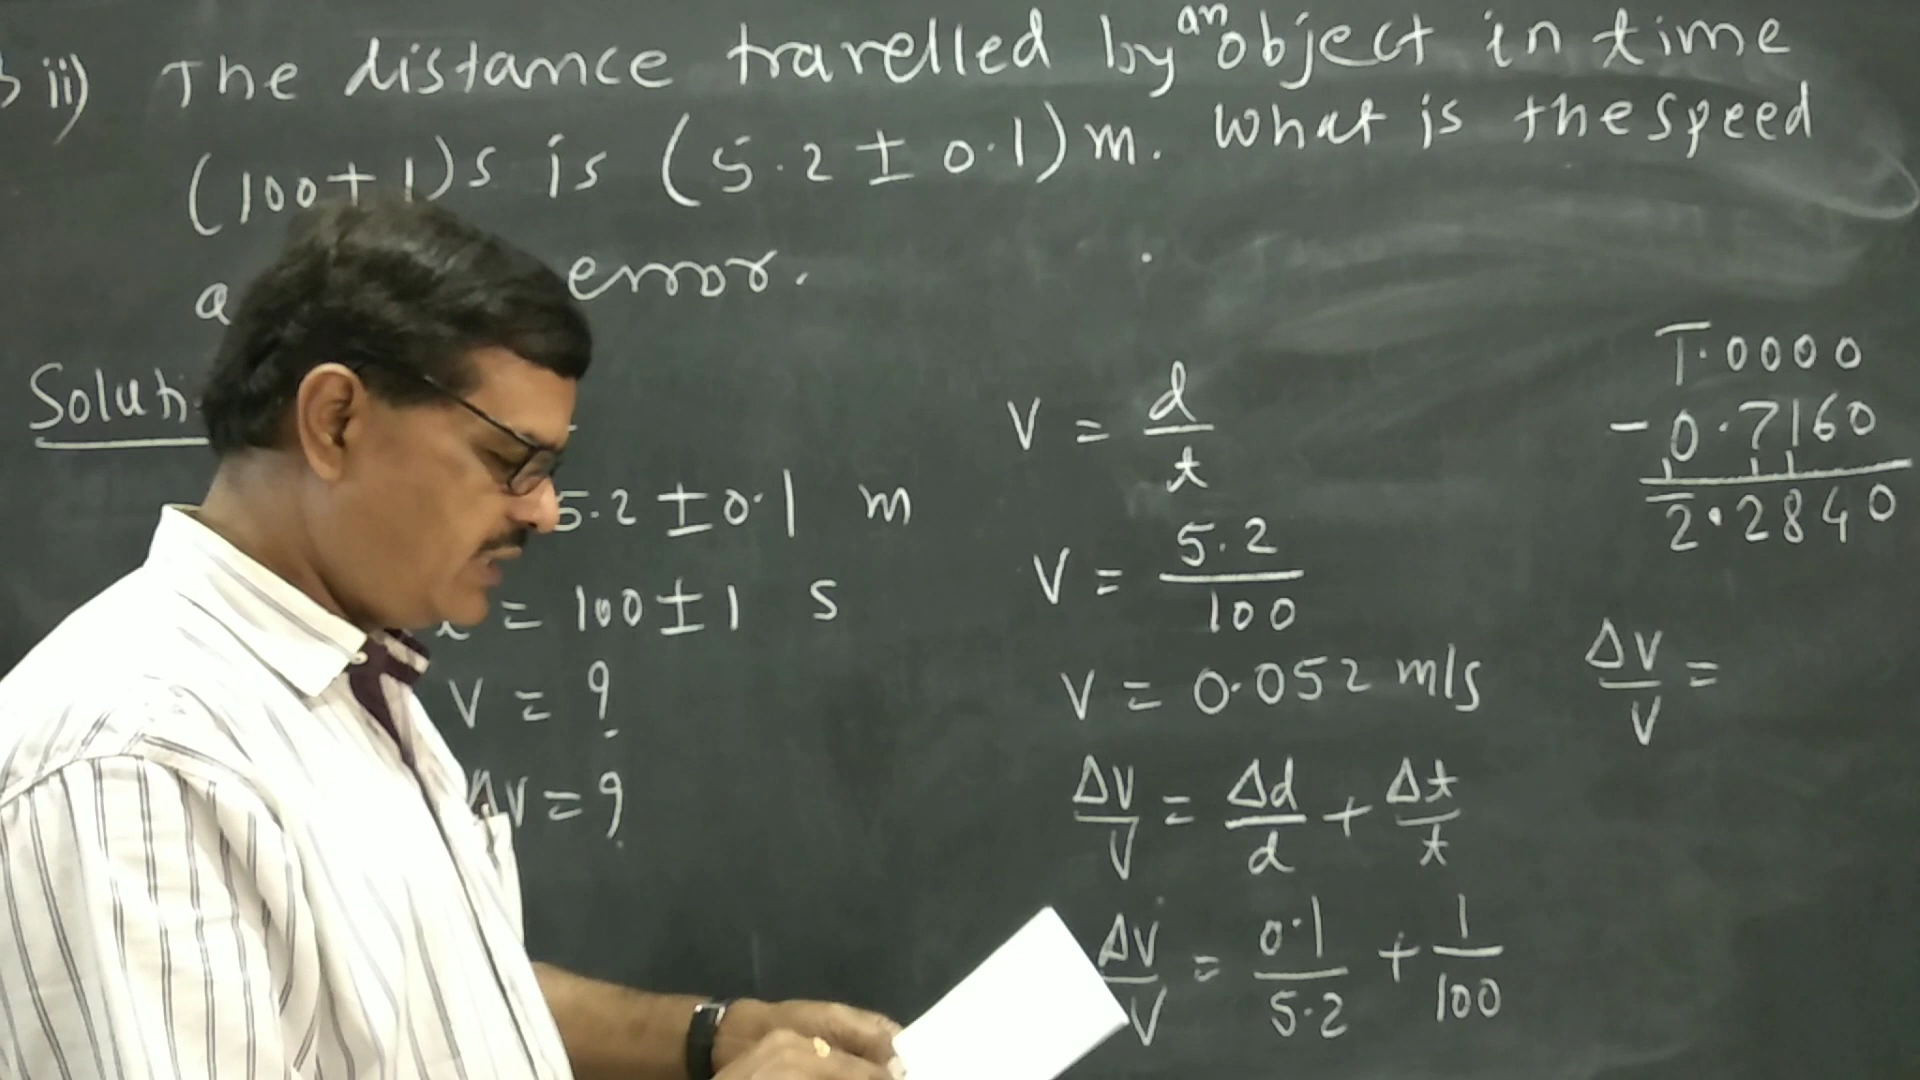 ii) The distance travelled by an object in time
(100 ± 1)s is (5.2 ± 0.1)m. What is the speed
error.
5.2 ± 0.1 m
= 100 ± 1 s
V = ?
ΔV = ?
V = d/t
V = 5.2/100
V = 0.052 m/s
ΔV/V = Δd/d + Δt/t
ΔV/V = 0.1/5.2 + 1/100
1̅.0000
- 0.7160
2̅.2840
ΔV/V =